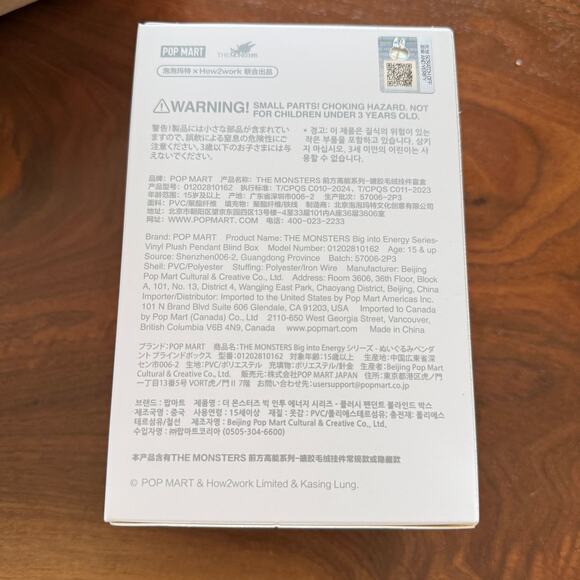 POP MART THE MONSTERS
泡泡玛特 × How2work 联合出品
WARNING! SMALL PARTS! CHOKING HAZARD. NOT
FOR CHILDREN UNDER 3 YEARS OLD.
警告!製品には小さな部品が含まれてい
ますので、誤飲による窒息の危険性にご
注意ください。3歳以下のお子さまには与
えないでください。
* 경고: 이 제품은 질식의 위험이 있는
작은 부품을 포함하고 있습니다. 삼키
지 마십시오, 3세 미만의 어린이는 사
용할 수 없습니다.
品牌: POP MART 产品名称: THE MONSTERS 前方高能系列-搪胶毛绒挂件盲盒
产品型号: 01202810162 执行标准: T/CPQS C010-2024, T/CPQS C011-2023
年龄范围: 15岁及以上 产地: 广东省深圳市006-2 生产批次: 57006-2P3
面料: PVC/聚酯纤维 填充物: 聚酯纤维/铁线 制造商: 北京泡泡玛特文化创意有限公司
地址: 北京市朝阳区望京东园四区13号楼-4至33层101内A座36层3606室
网址: WWW.POPMART.COM 电话: 400-023-2233
Brand: POP MART Product Name: THE MONSTERS Big into Energy Series-
Vinyl Plush Pendant Blind Box Model Number: 01202810162 Age: 15 & up
Source: Shenzhen006-2, Guangdong Province Batch: 57006-2P3
Shell: PVC/Polyester Stuffing: Polyester/Iron Wire Manufacturer: Beijing
Pop Mart Cultural & Creative Co., Ltd. Address: Room 3606, 36th Floor, Block
A, 101, No. 13, District 4, Wangjing East Park, Chaoyang District, Beijing, China
Importer/Distributor: Imported to the United States by Pop Mart Americas Inc.
101 N Brand Blvd Suite 606 Glendale, CA 91203, USA Imported to Canada by
Pop Mart (Canada) Co., Ltd 2110-650 West Georgia Street, Vancouver,
British Columbia V6B 4N9, Canada www.popmart.com Made in China
ブランド: POP MART 商品名: THE MONSTERS Big into Energy シリーズ - ぬいぐるみペンダント
ブラインドボックス 型番: 01202810162 対象年齢: 15歳以上 生産地: 中国広東省深
セン市006-2 生地: PVC/ポリエステル 充填物: ポリエステル/針金 生産者: Beijing Pop
Mart Cultural & Creative Co., Ltd. 販売元: 株式会社POP MART JAPAN 住所: 東京都港区虎ノ門
一丁目13番5号 VORT虎ノ門II 7階 お問い合わせ先: usersupport@popmart.co.jp
브랜드: 팝마트 제품명: 더 몬스터즈 빅 인투 에너지 시리즈 - 플러시 펜던트 블라인드 박스
제조국명: 중국 사용연령: 15세이상 재질: 겉감: PVC/폴리에스테르섬유; 충전재: 폴리에스
테르섬유/철선 제조자명: Beijing Pop Mart Cultural & Creative Co., Ltd.
수입자명: ㈜팝마트코리아 (0505-304-6600)
本产品含有THE MONSTERS 前方高能系列-搪胶毛绒挂件常规款或隐藏款
© POP MART & How2work Limited & Kasing Lung.